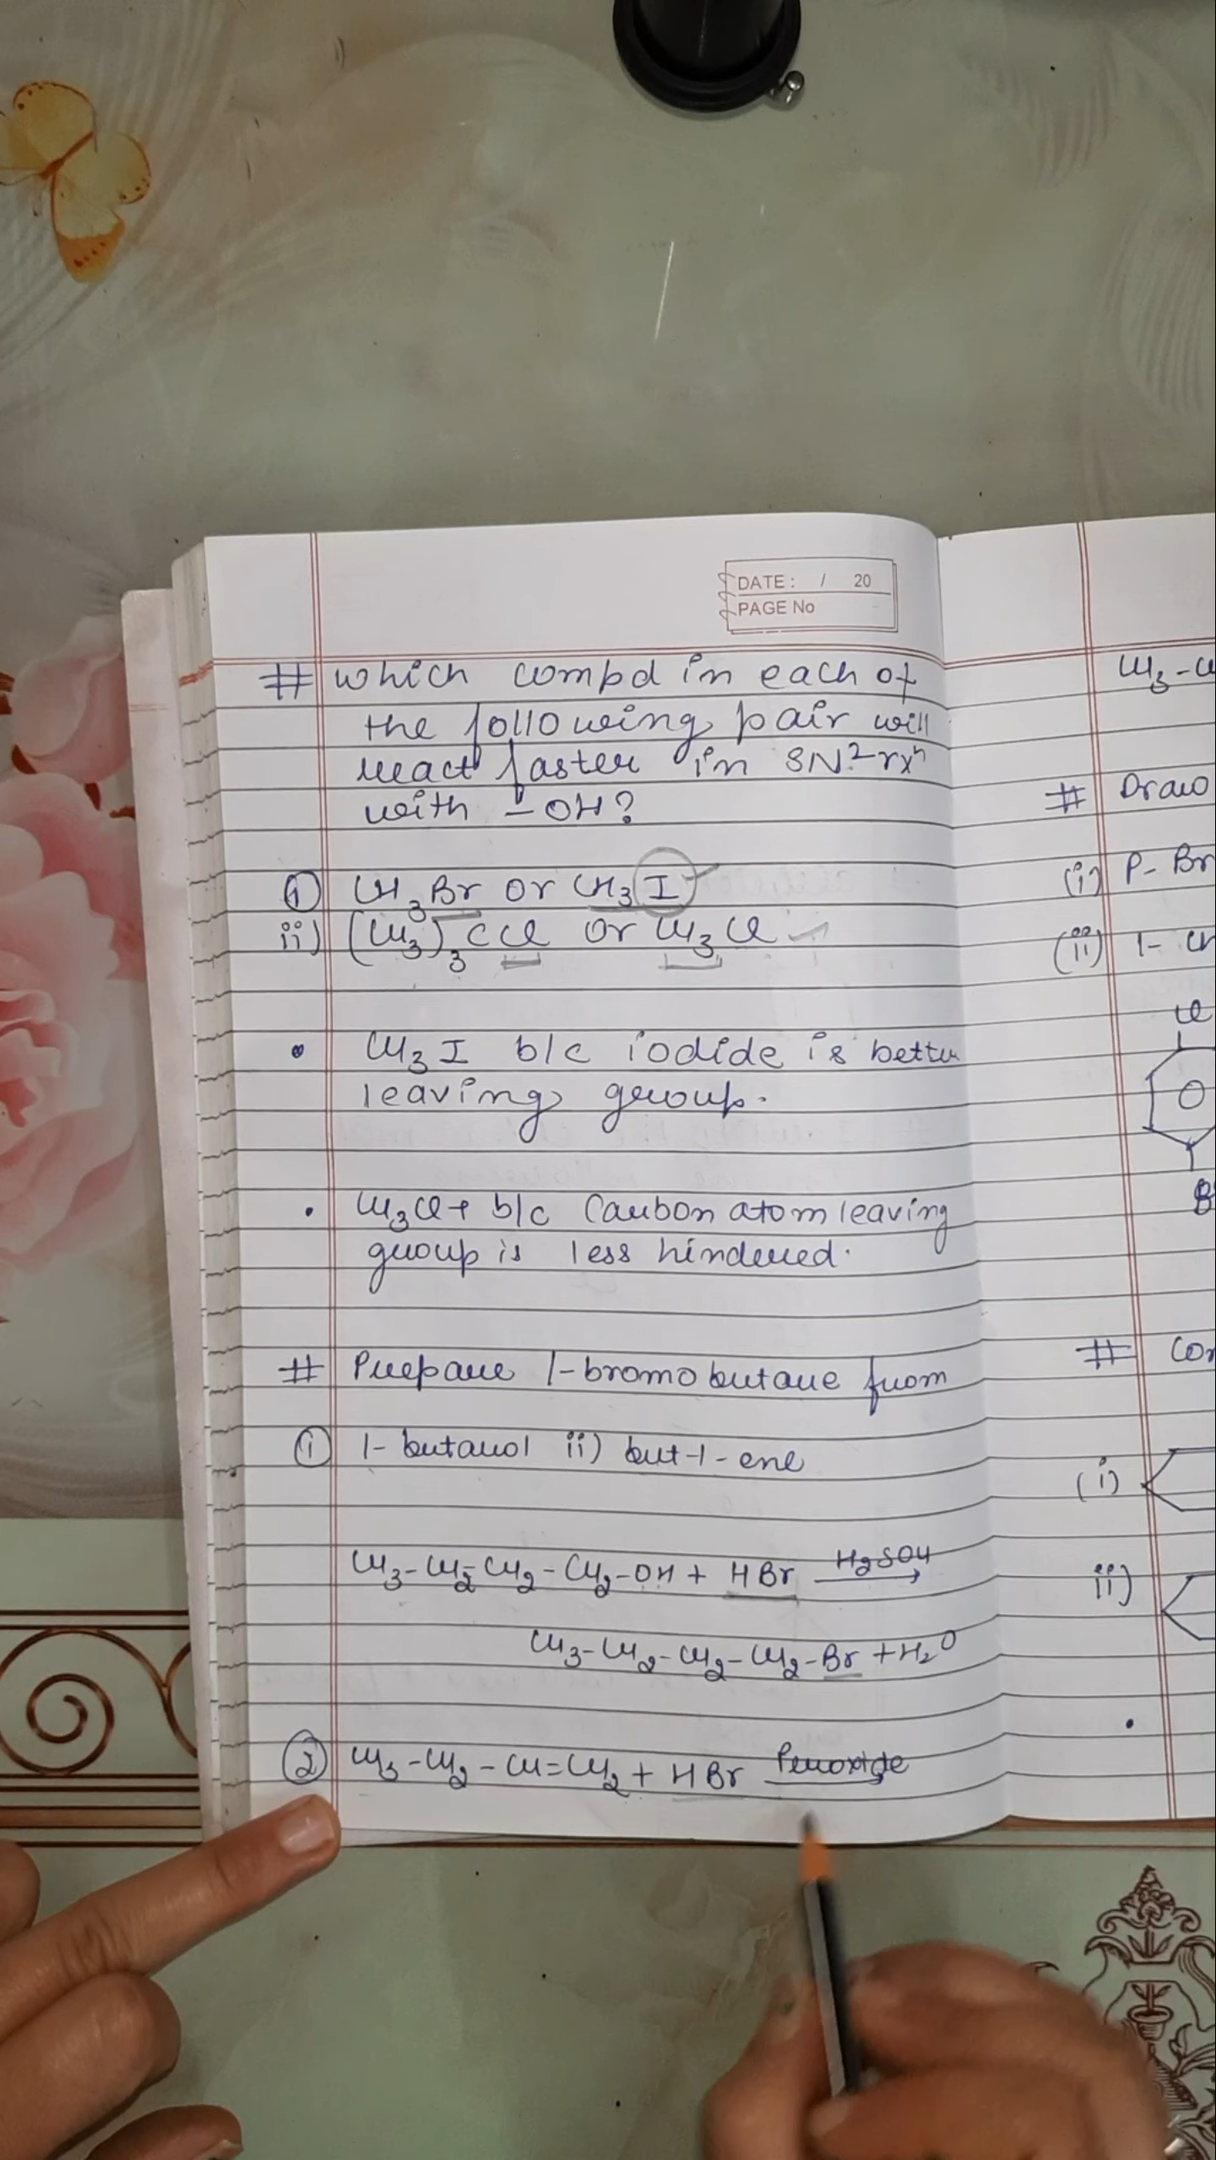 DATE: / 20
PAGE No
# which compd in each of
the following pair will
react faster in SN²-rxⁿ
with -OH?
(i) CH₃Br or CH₃I
ii) (CH₃)₃CCl or CH₃Cl
• CH₃I b/c iodide is better
leaving group.
• CH₃Cl → b/c Carbon atom leaving
group is less hindered.
# Prepare 1-bromobutane from
(i) 1-butanol ii) but-1-ene
CH₃-CH₂-CH₂-CH₂-OH + HBr H₂SO₄ →
CH₃-CH₂-CH₂-CH₂-Br + H₂O
(2) CH₃-CH₂-CH=CH₂ + HBr Peroxide →
CH₃-C
# Draw
(i) P-Br
(ii) 1-Ch
Cl
B
# Con
(i)
ii)